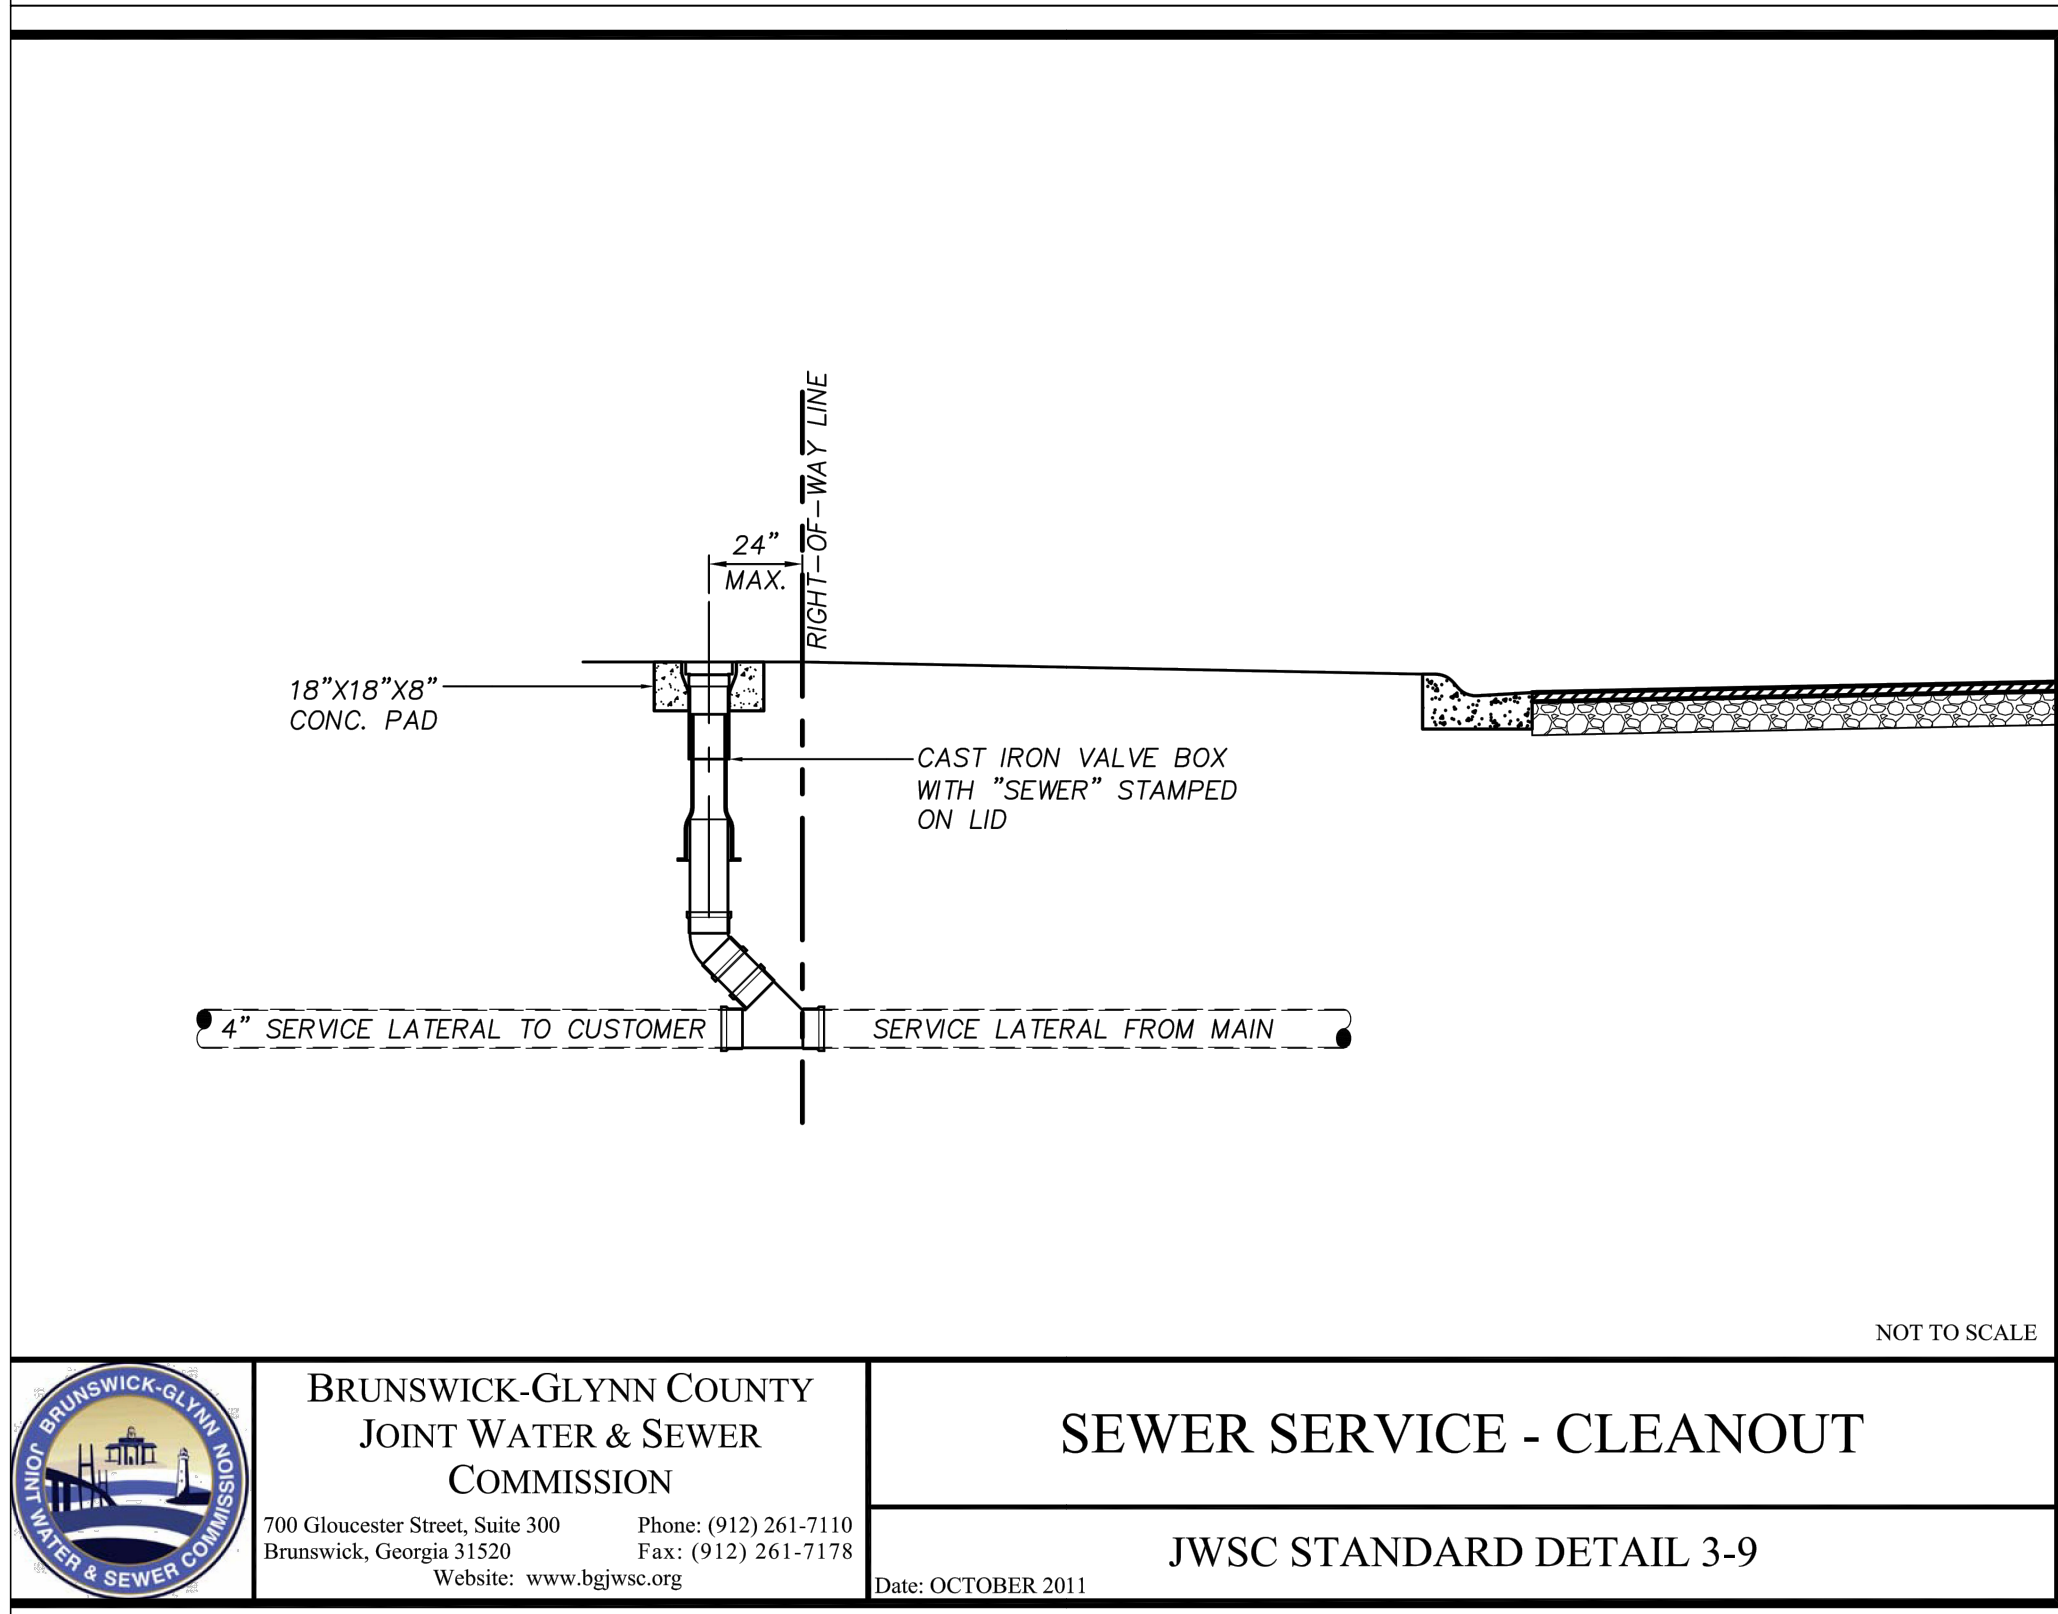 RIGHT-OF-WAY LINE
24"
MAX.
18"X18"X8"
CONC. PAD
CAST IRON VALVE BOX
WITH "SEWER" STAMPED
ON LID
4" SERVICE LATERAL TO CUSTOMER
SERVICE LATERAL FROM MAIN
NOT TO SCALE
BRUNSWICK-GLYNN
JOINT WATER & SEWER COMMISSION
BRUNSWICK-GLYNN COUNTY
JOINT WATER & SEWER
COMMISSION
700 Gloucester Street, Suite 300
Phone: (912) 261-7110
Brunswick, Georgia 31520
Fax: (912) 261-7178
Website: www.bgjwsc.org
SEWER SERVICE - CLEANOUT
JWSC STANDARD DETAIL 3-9
Date: OCTOBER 2011